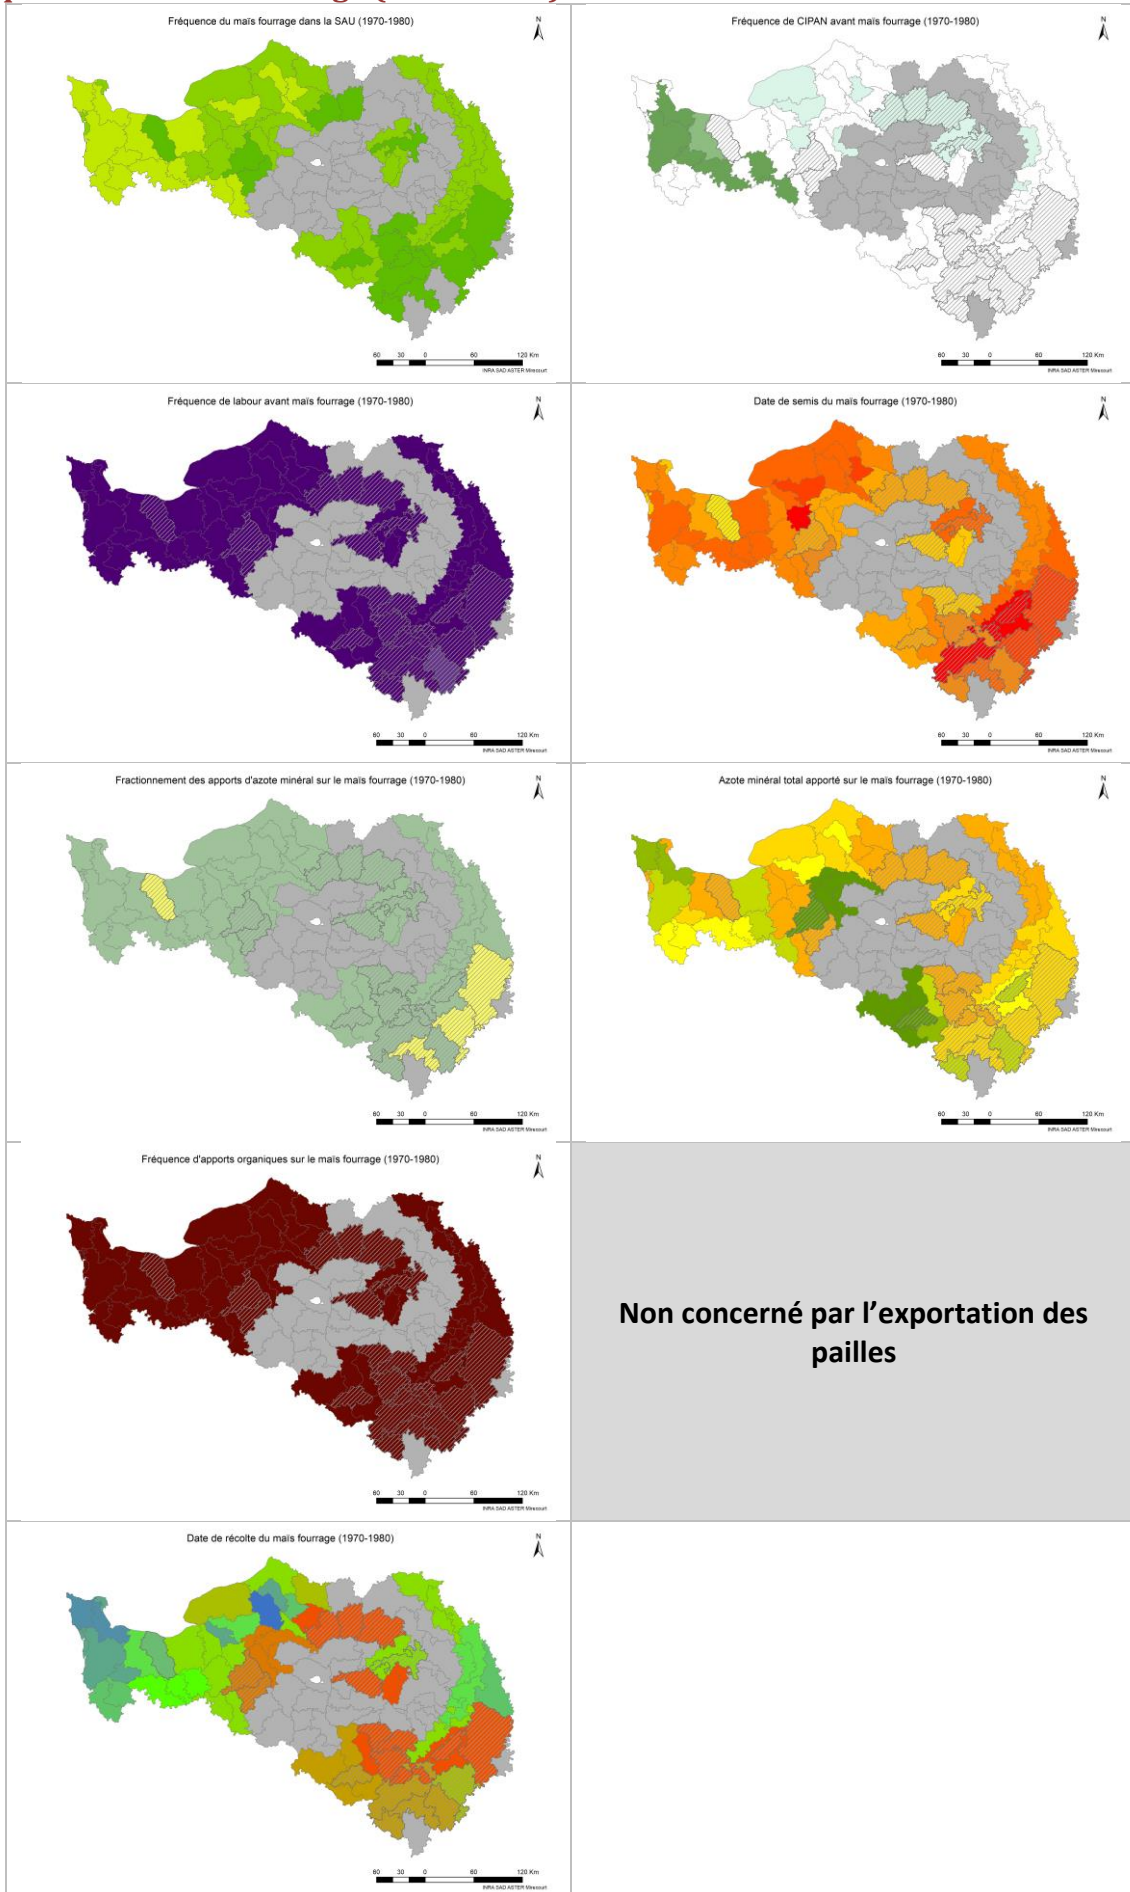 Fréquence du maïs fourrage dans la SAU (1970-1980)
N
60 30 0 60 120 Km
INRA SAD ASTER Mirecourt
Fréquence de CIPAN avant maïs fourrage (1970-1980)
N
60 30 0 60 120 Km
INRA SAD ASTER Mirecourt
Fréquence de labour avant maïs fourrage (1970-1980)
N
60 30 0 60 120 Km
INRA SAD ASTER Mirecourt
Date de semis du maïs fourrage (1970-1980)
N
60 30 0 60 120 Km
INRA SAD ASTER Mirecourt
Fractionnement des apports d'azote minéral sur le maïs fourrage (1970-1980)
N
60 30 0 60 120 Km
INRA SAD ASTER Mirecourt
Azote minéral total apporté sur le maïs fourrage (1970-1980)
N
60 30 0 60 120 Km
INRA SAD ASTER Mirecourt
Fréquence d'apports organiques sur le maïs fourrage (1970-1980)
N
60 30 0 60 120 Km
INRA SAD ASTER Mirecourt
Non concerné par l’exportation des
pailles
Date de récolte du maïs fourrage (1970-1980)
N
60 30 0 60 120 Km
INRA SAD ASTER Mirecourt